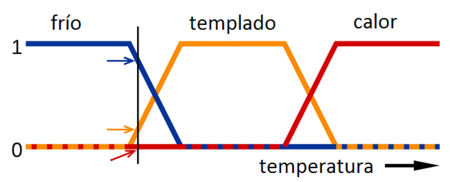 frío templado calor
1
0
temperatura